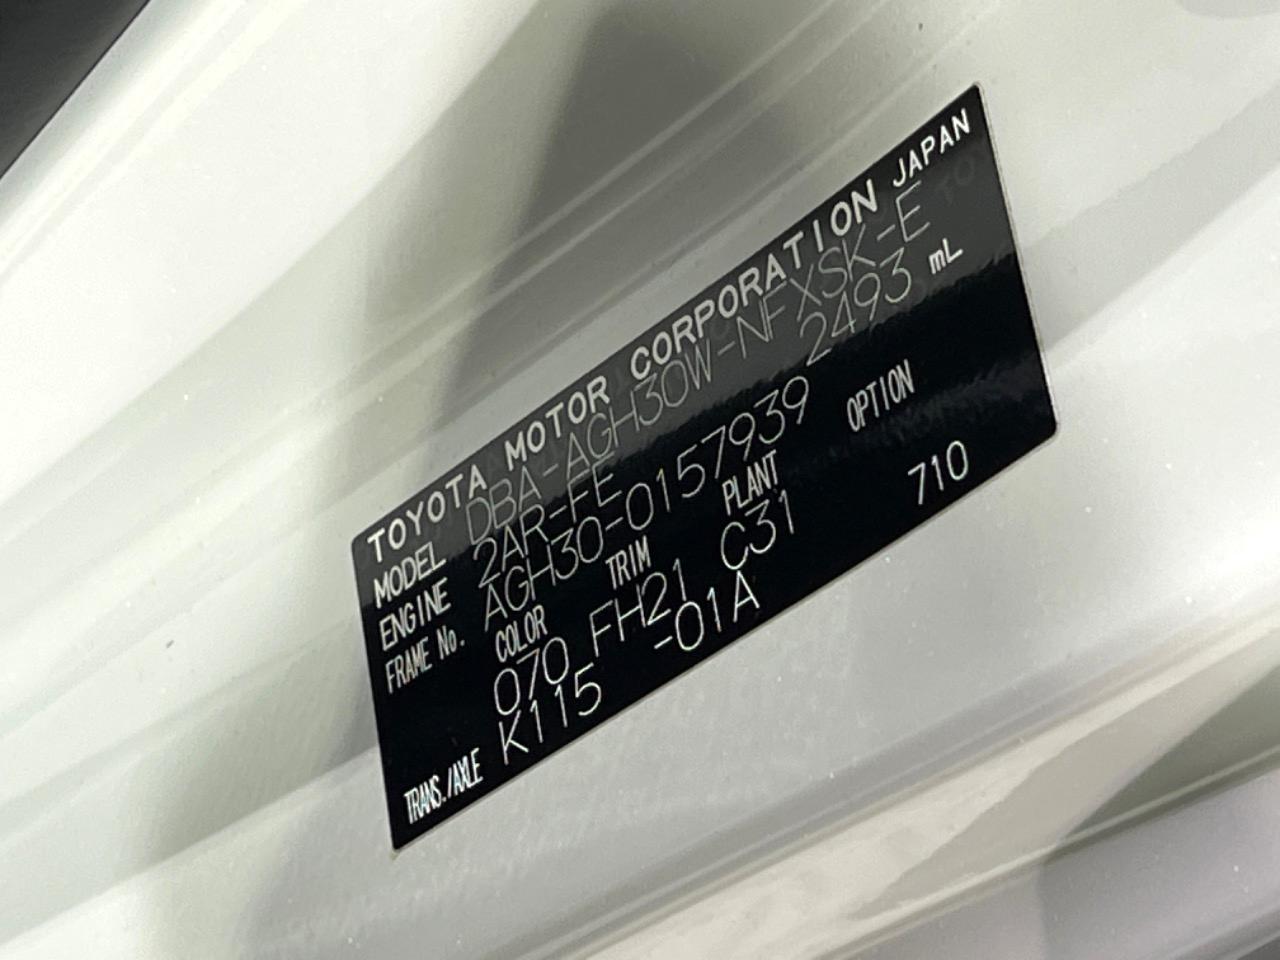 TOYOTA MOTOR CORPORATION JAPAN
MODEL DBA-AGH30W-NFXSK-E
ENGINE 2AR-FE 2493 mL
FRAME No. AGH30-0157939
COLOR TRIM PLANT OPTION
070 FH21 C31 710
TRANS./AXLE K115 -01A